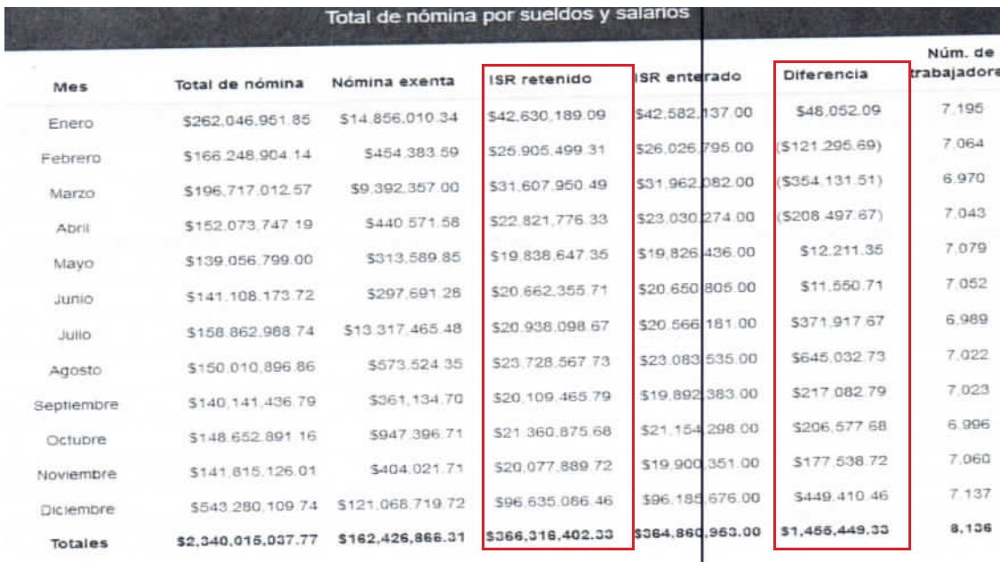 Total de nómina por sueldos y salarios
Mes Total de nómina Nómina exenta ISR retenido ISR enterado Diferencia Núm. de trabajadore
Enero $262,046,951.85 $14,856,010.34 $42,630,189.09 $42,582,137.00 $48,052.09 7,195
Febrero $166,248,904.14 $454,383.59 $25,905,499.31 $26,026,795.00 ($121,295.69) 7,064
Marzo $196,717,012.57 $9,392,357.00 $31,607,950.49 $31,962,082.00 ($354,131.51) 6,970
Abril $152,073,747.19 $440,571.58 $22,821,776.33 $23,030,274.00 ($208,497.67) 7,043
Mayo $139,056,799.00 $313,589.85 $19,838,647.35 $19,826,436.00 $12,211.35 7,079
Junio $141,108,173.72 $297,691.28 $20,662,355.71 $20,650,805.00 $11,550.71 7,052
Julio $158,862,988.74 $13,317,465.48 $20,938,098.67 $20,566,181.00 $371,917.67 6,989
Agosto $150,010,896.86 $573,524.35 $23,728,567.73 $23,083,535.00 $645,032.73 7,022
Septiembre $140,141,436.79 $361,134.70 $20,109,465.79 $19,892,383.00 $217,082.79 7,023
Octubre $148,652,891.16 $947,396.71 $21,360,875.68 $21,154,298.00 $206,577.68 6,996
Noviembre $141,815,126.01 $404,021.71 $20,077,889.72 $19,900,351.00 $177,538.72 7,060
Diciembre $543,280,109.74 $121,068,719.72 $96,635,086.46 $96,185,676.00 $449,410.46 7,137
Totales $2,340,015,037.77 $162,426,866.31 $366,316,402.33 $364,860,953.00 $1,455,449.33 8,136